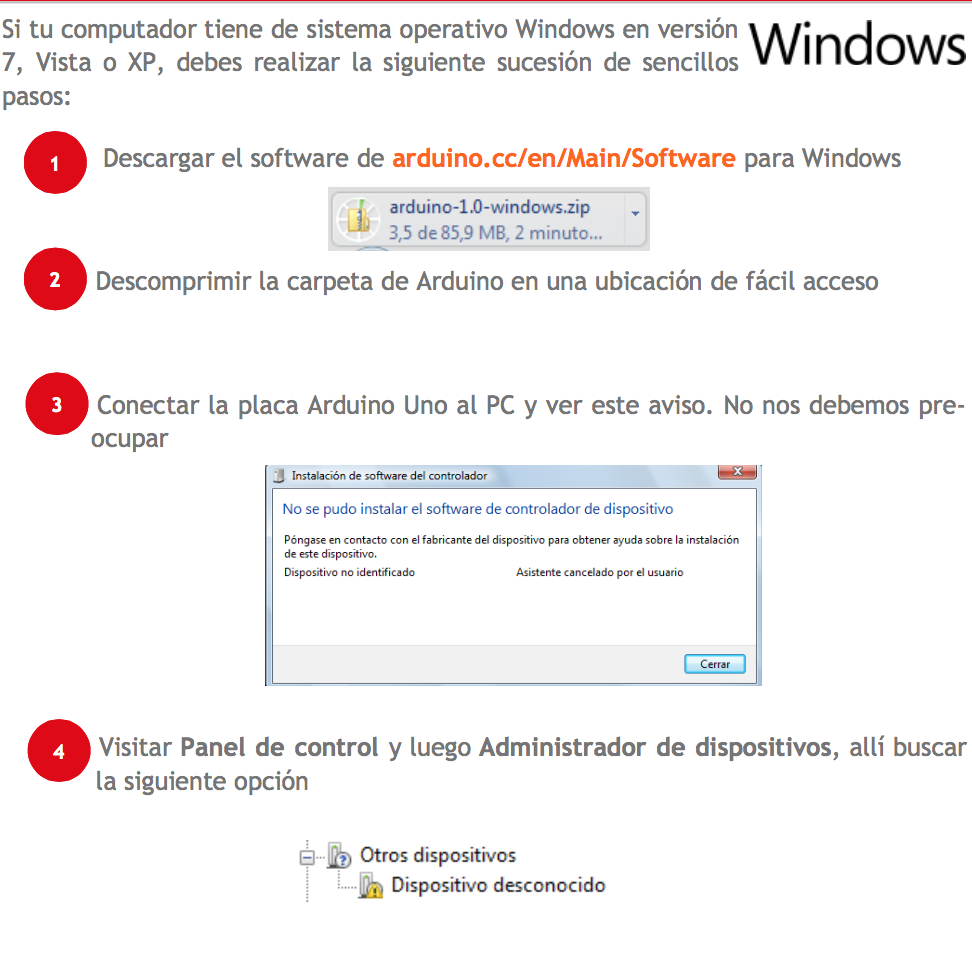 Si tu computador tiene de sistema operativo Windows en versión
7, Vista o XP, debes realizar la siguiente sucesión de sencillos
pasos:
Windows
1
Descargar el software de arduino.cc/en/Main/Software para Windows
arduino-1.0-windows.zip
3,5 de 85,9 MB, 2 minuto...
2
Descomprimir la carpeta de Arduino en una ubicación de fácil acceso
3
Conectar la placa Arduino Uno al PC y ver este aviso. No nos debemos pre-
ocupar
Instalación de software del controlador
No se pudo instalar el software de controlador de dispositivo
Póngase en contacto con el fabricante del dispositivo para obtener ayuda sobre la instalación
de este dispositivo.
Dispositivo no identificado
Asistente cancelado por el usuario
Cerrar
4
Visitar Panel de control y luego Administrador de dispositivos, allí buscar
la siguiente opción
Otros dispositivos
Dispositivo desconocido